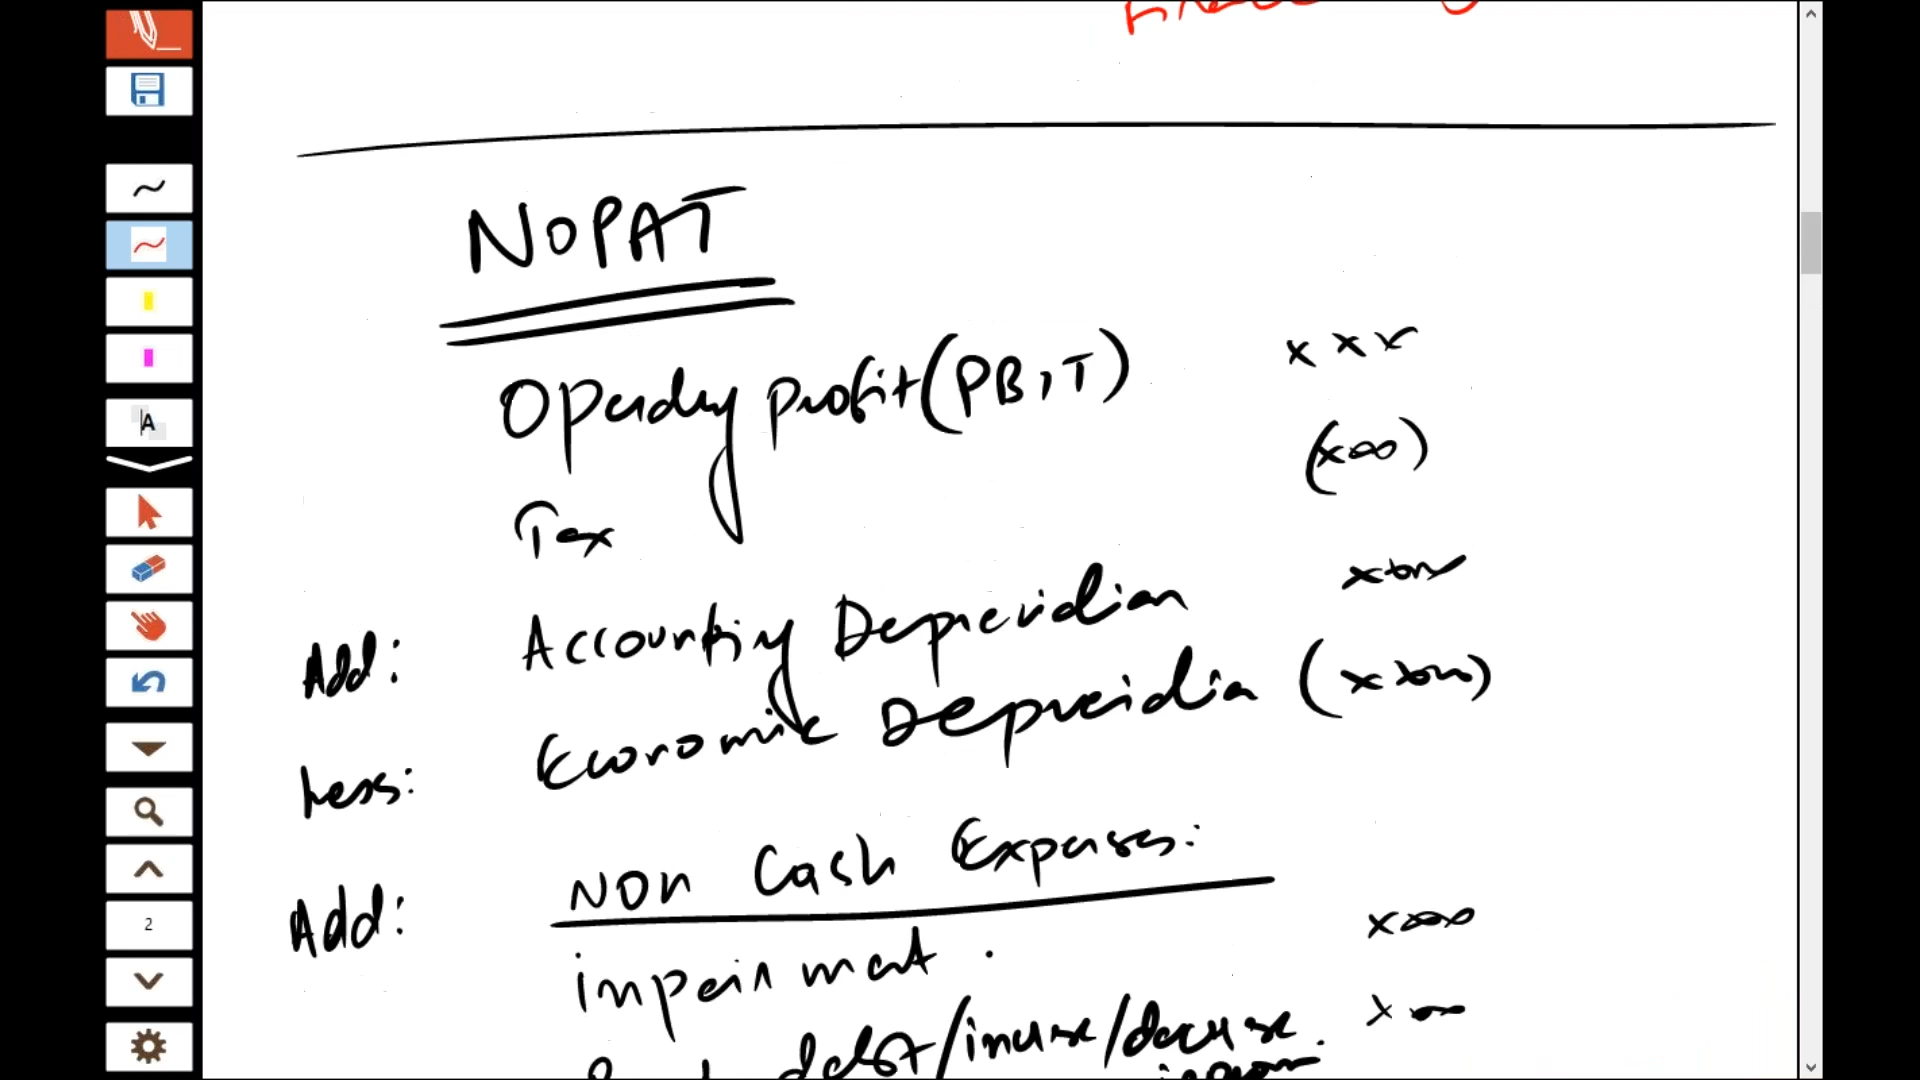 NOPAT
Operating profit (PBIT) xxx
Tax (xxx)
Add: Accounting Depreciation xxx
Less: Economic Depreciation (xxx)
Add: Non Cash Expenses:
impairment. xxx
debt/increase/decrease xxx
A
2